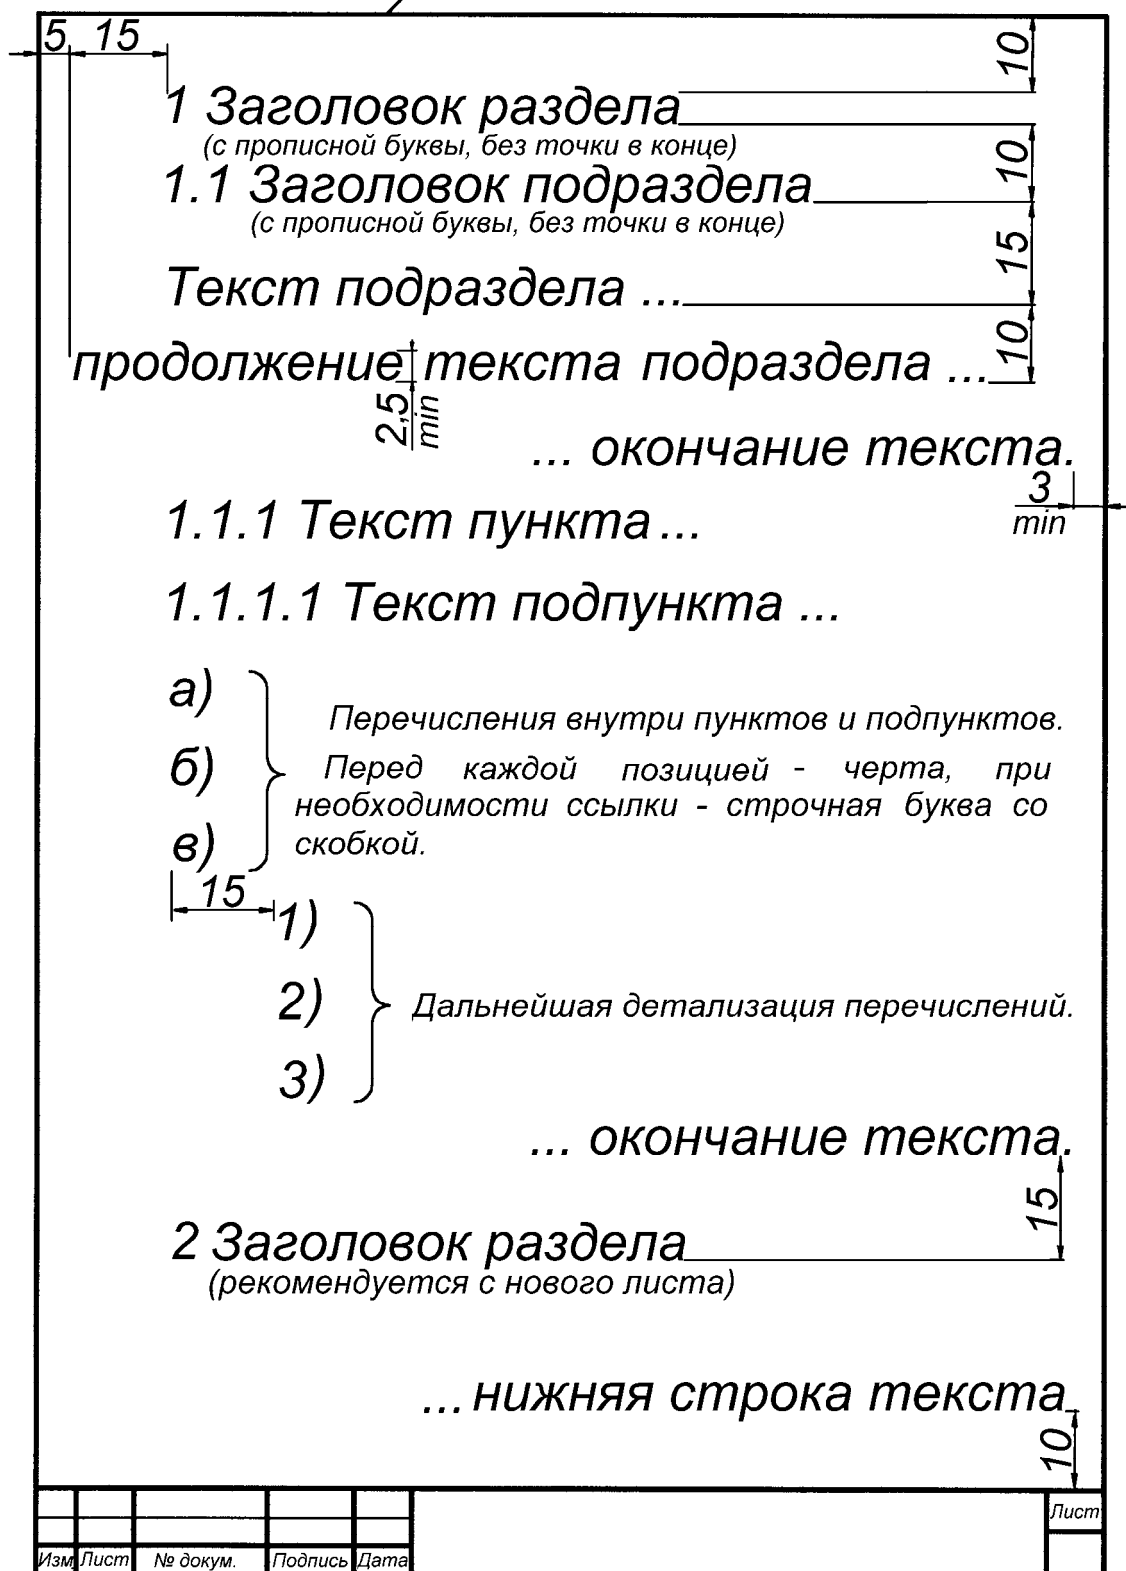 5 15
10
1 Заголовок раздела
(с прописной буквы, без точки в конце)
10
1.1 Заголовок подраздела
(с прописной буквы, без точки в конце)
15
Текст подраздела ...
10
продолжение текста подраздела ...
2,5
min
... окончание текста.
3
min
1.1.1 Текст пункта ...
1.1.1.1 Текст подпункта ...
а)
Перечисления внутри пунктов и подпунктов.
б) Перед каждой позицией - черта, при
необходимости ссылки - строчная буква со
в) скобкой.
15
1)
2) Дальнейшая детализация перечислений.
3)
... окончание текста.
15
2 Заголовок раздела
(рекомендуется с нового листа)
... нижняя строка текста
10
Лист
Изм Лист № докум. Подпись Дата